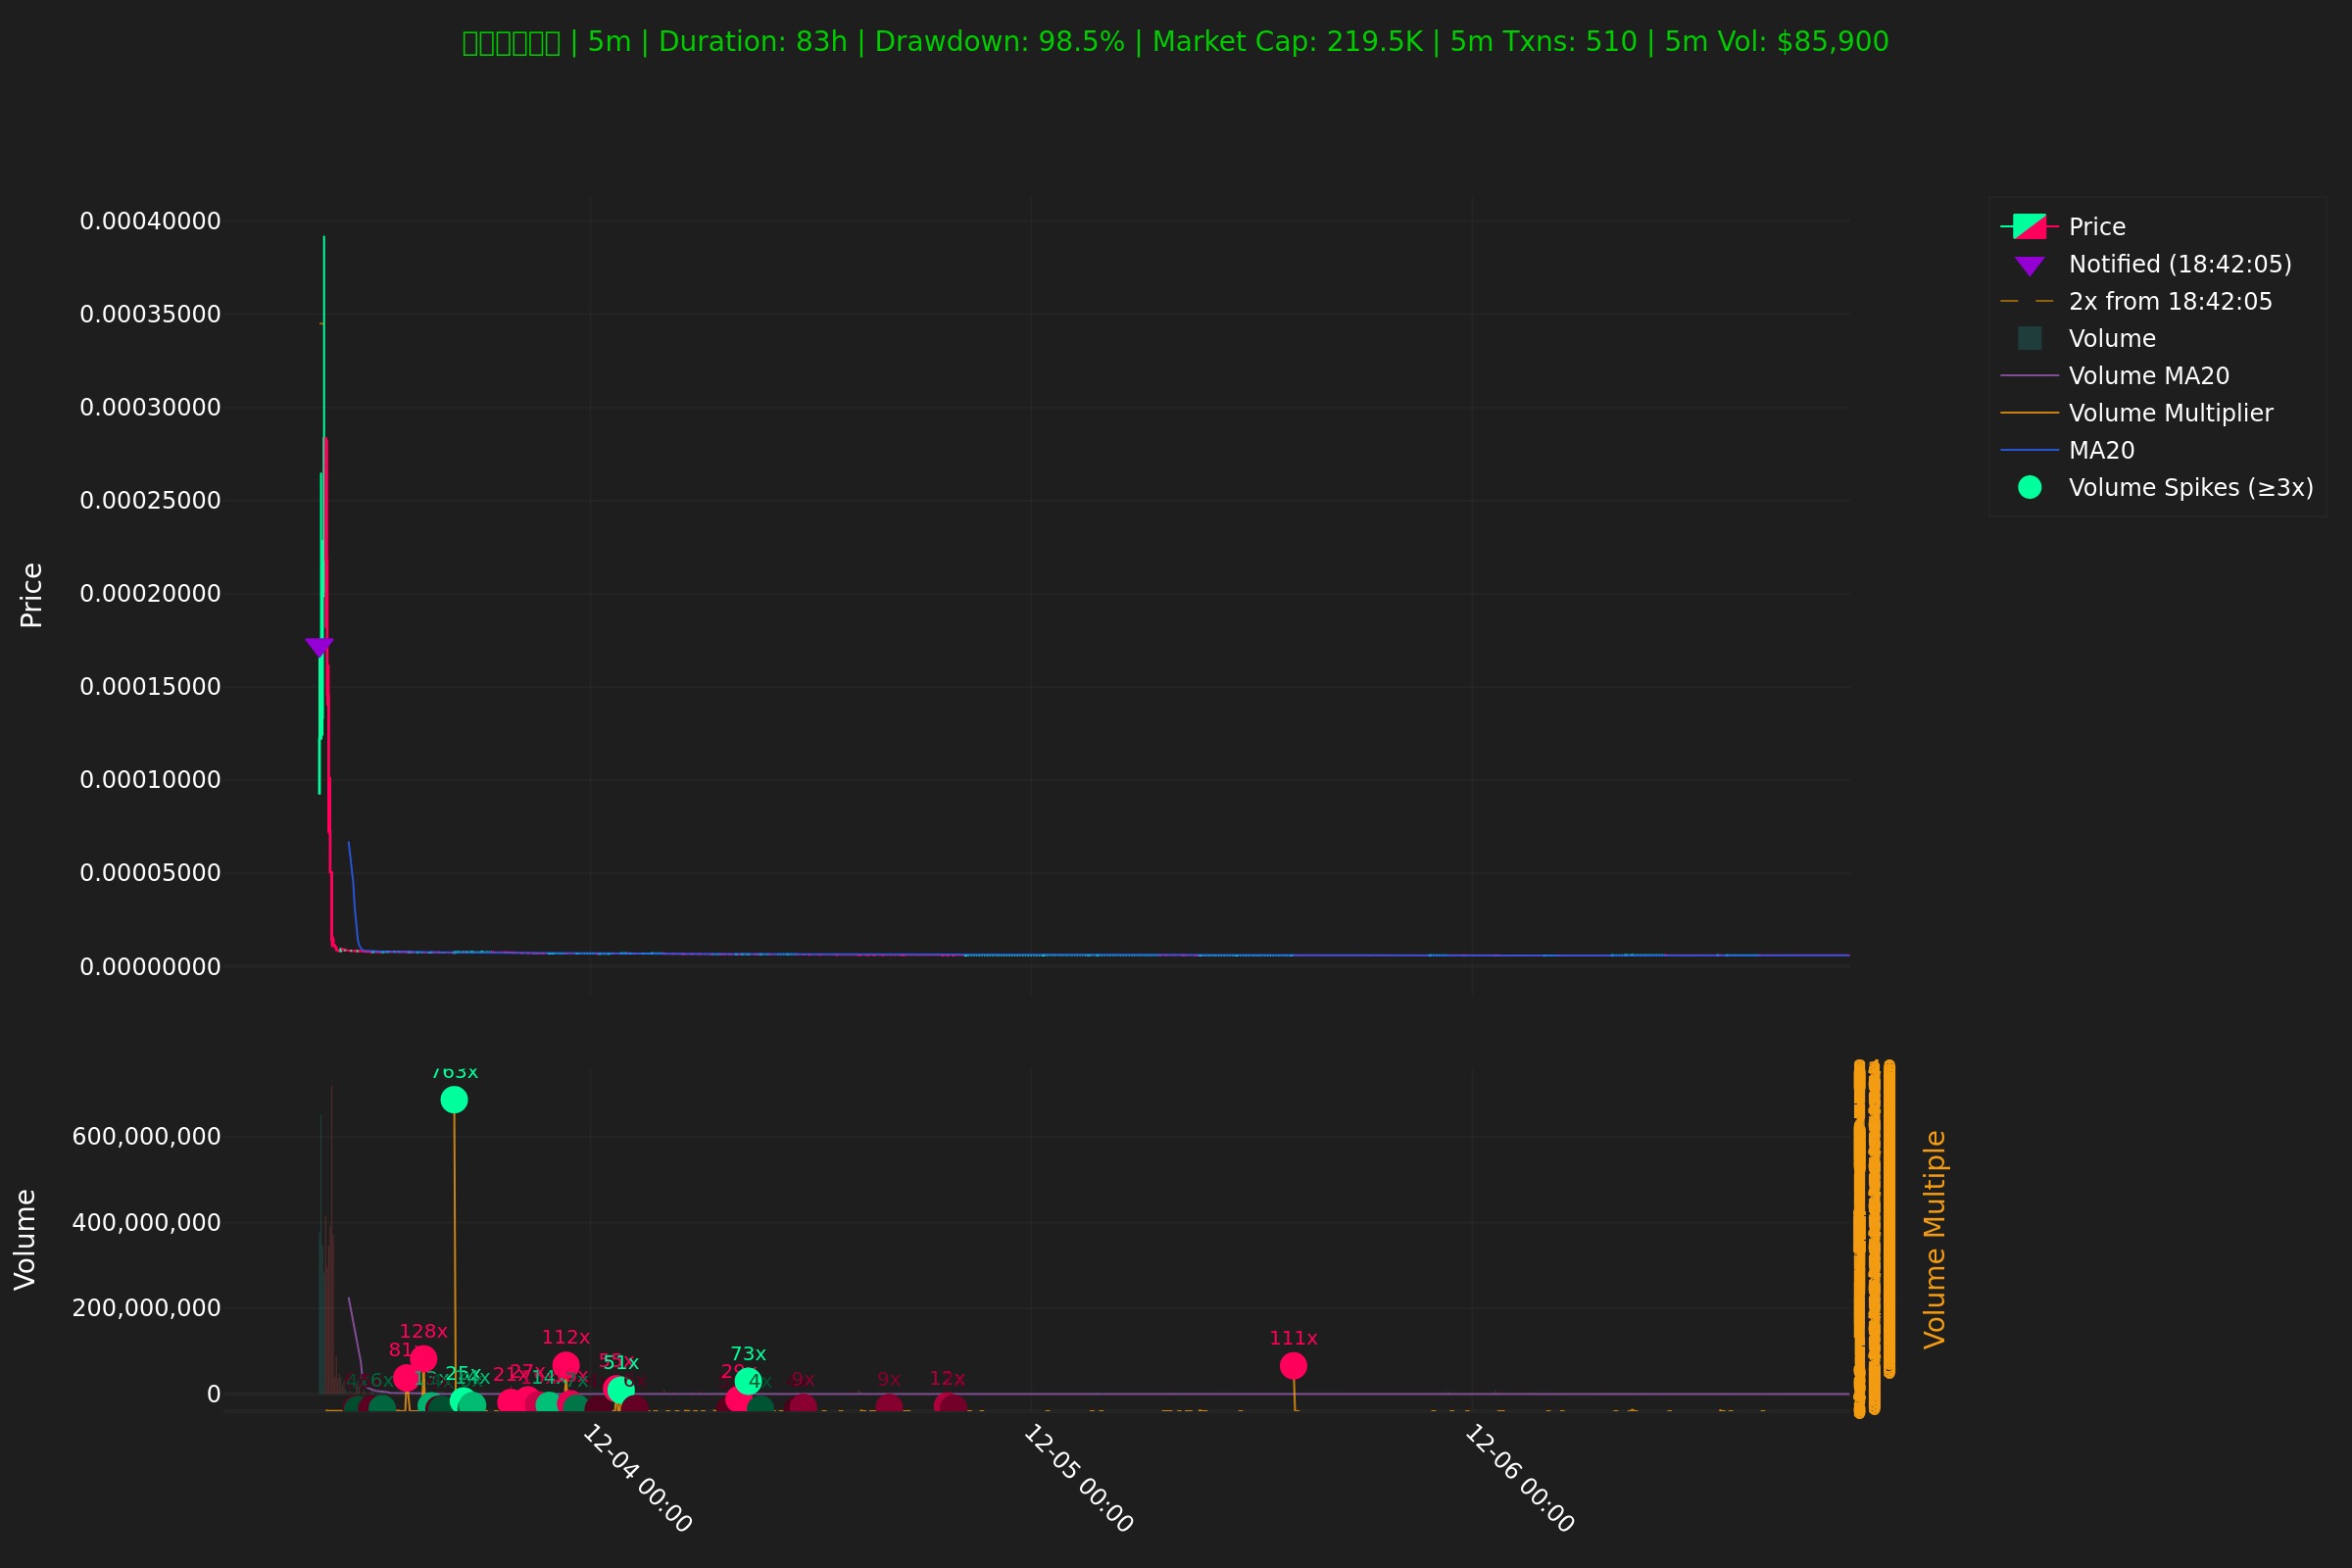 | 5m | Duration: 83h | Drawdown: 98.5% | Market Cap: 219.5K | 5m Txns: 510 | 5m Vol: $85,900
Price
0.00040000
0.00035000
0.00030000
0.00025000
0.00020000
0.00015000
0.00010000
0.00005000
0.00000000
Price
Notified (18:42:05)
2x from 18:42:05
Volume
Volume MA20
Volume Multiplier
MA20
Volume Spikes (≥3x)
Volume
600,000,000
400,000,000
200,000,000
0
763x
128x
112x
51x
73x
111x
25x
6x
4x
9x
9x
12x
Volume Multiple
12-04 00:00
12-05 00:00
12-06 00:00